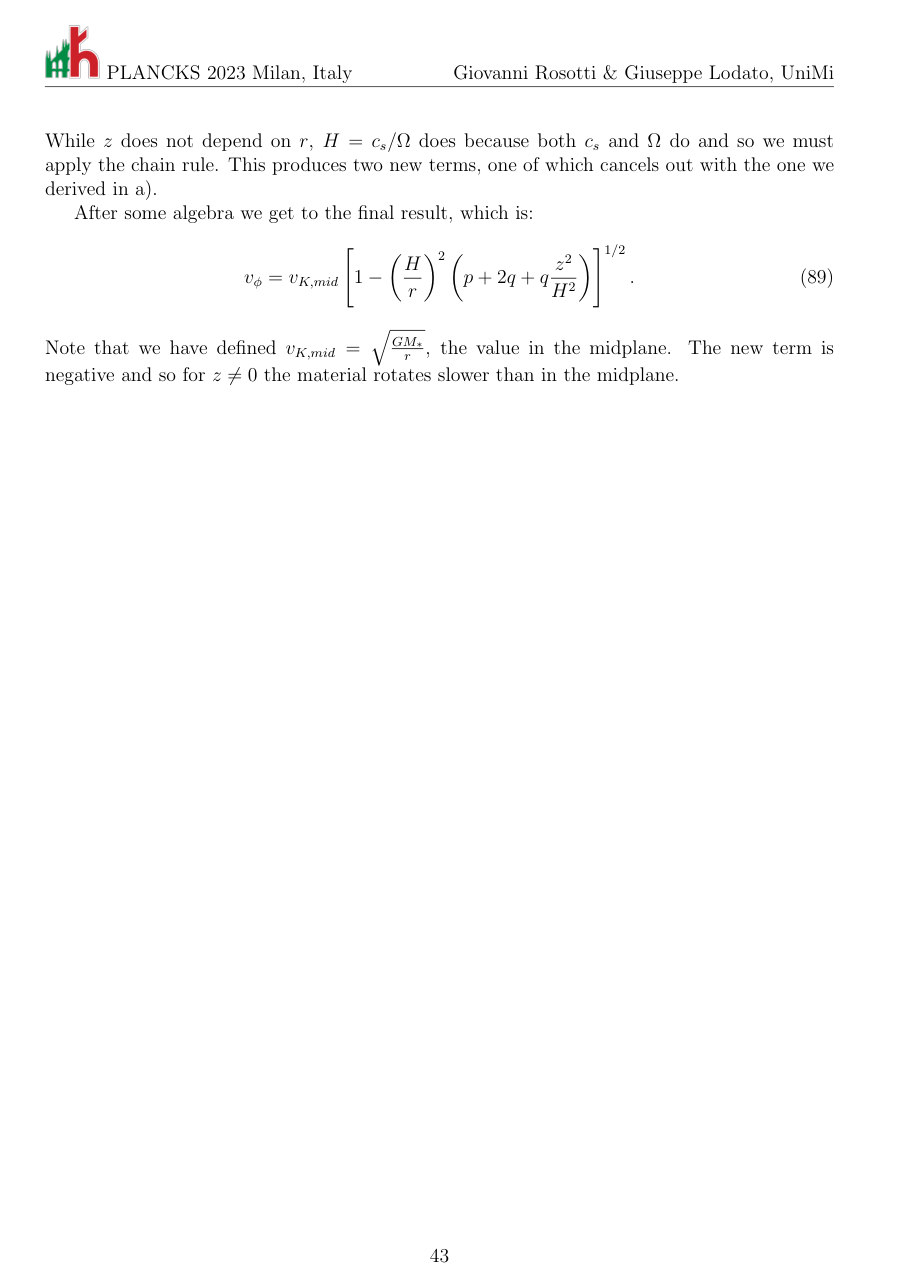 PLANCKS 2023 Milan, Italy Giovanni Rosotti & Giuseppe Lodato, UniMi
While z does not depend on r, H = c_s/Ω does because both c_s and Ω do and so we must
apply the chain rule. This produces two new terms, one of which cancels out with the one we
derived in a).
After some algebra we get to the final result, which is:
v_ϕ = v_{K,mid} [1 − (H/r)^2 (p + 2q + q z^2/H^2)]^{1/2} . (89)
Note that we have defined v_{K,mid} = √(GM_*/r), the value in the midplane. The new term is
negative and so for z ≠ 0 the material rotates slower than in the midplane.
43